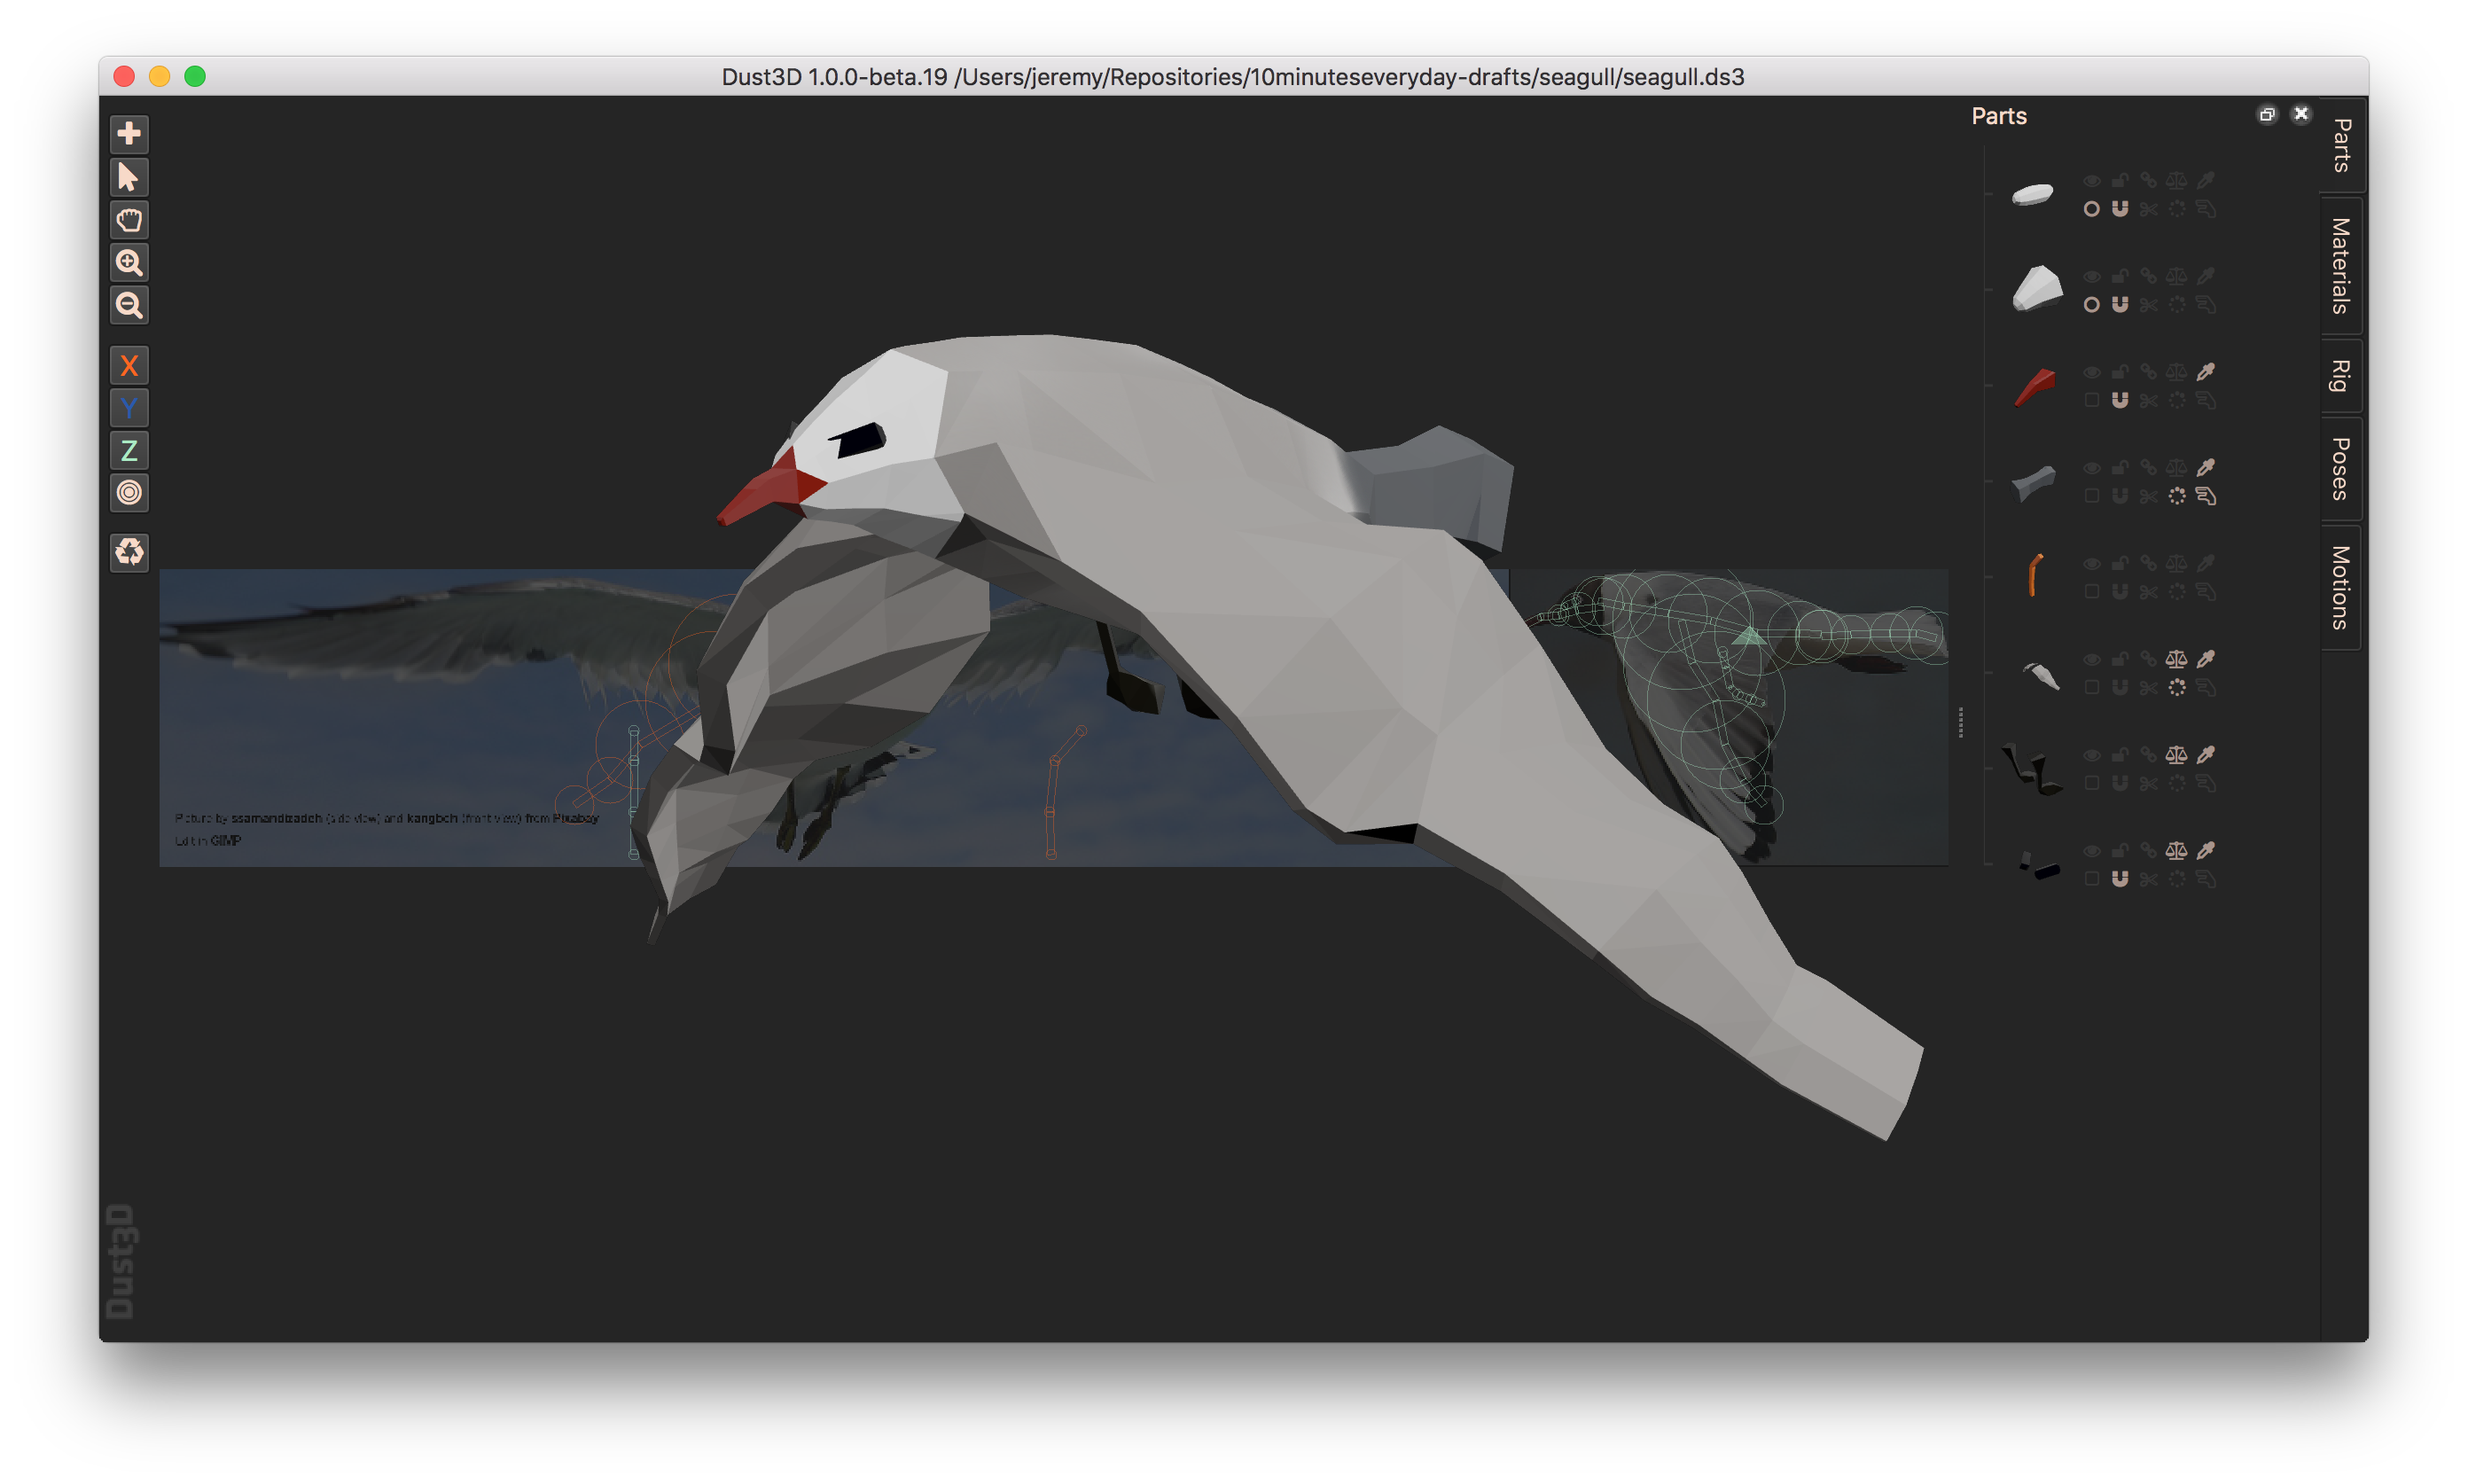 Dust3D 1.0.0-beta.19 /Users/jeremy/Repositories/10minuteseveryday-drafts/seagull/seagull.ds3
Parts
Parts
Materials
Rig
Poses
Motions
X
Y
Z
Picture by ssamandizadeh (side view) and kangbch (front view) from Pixabay
Edit in GIMP
Dust3D